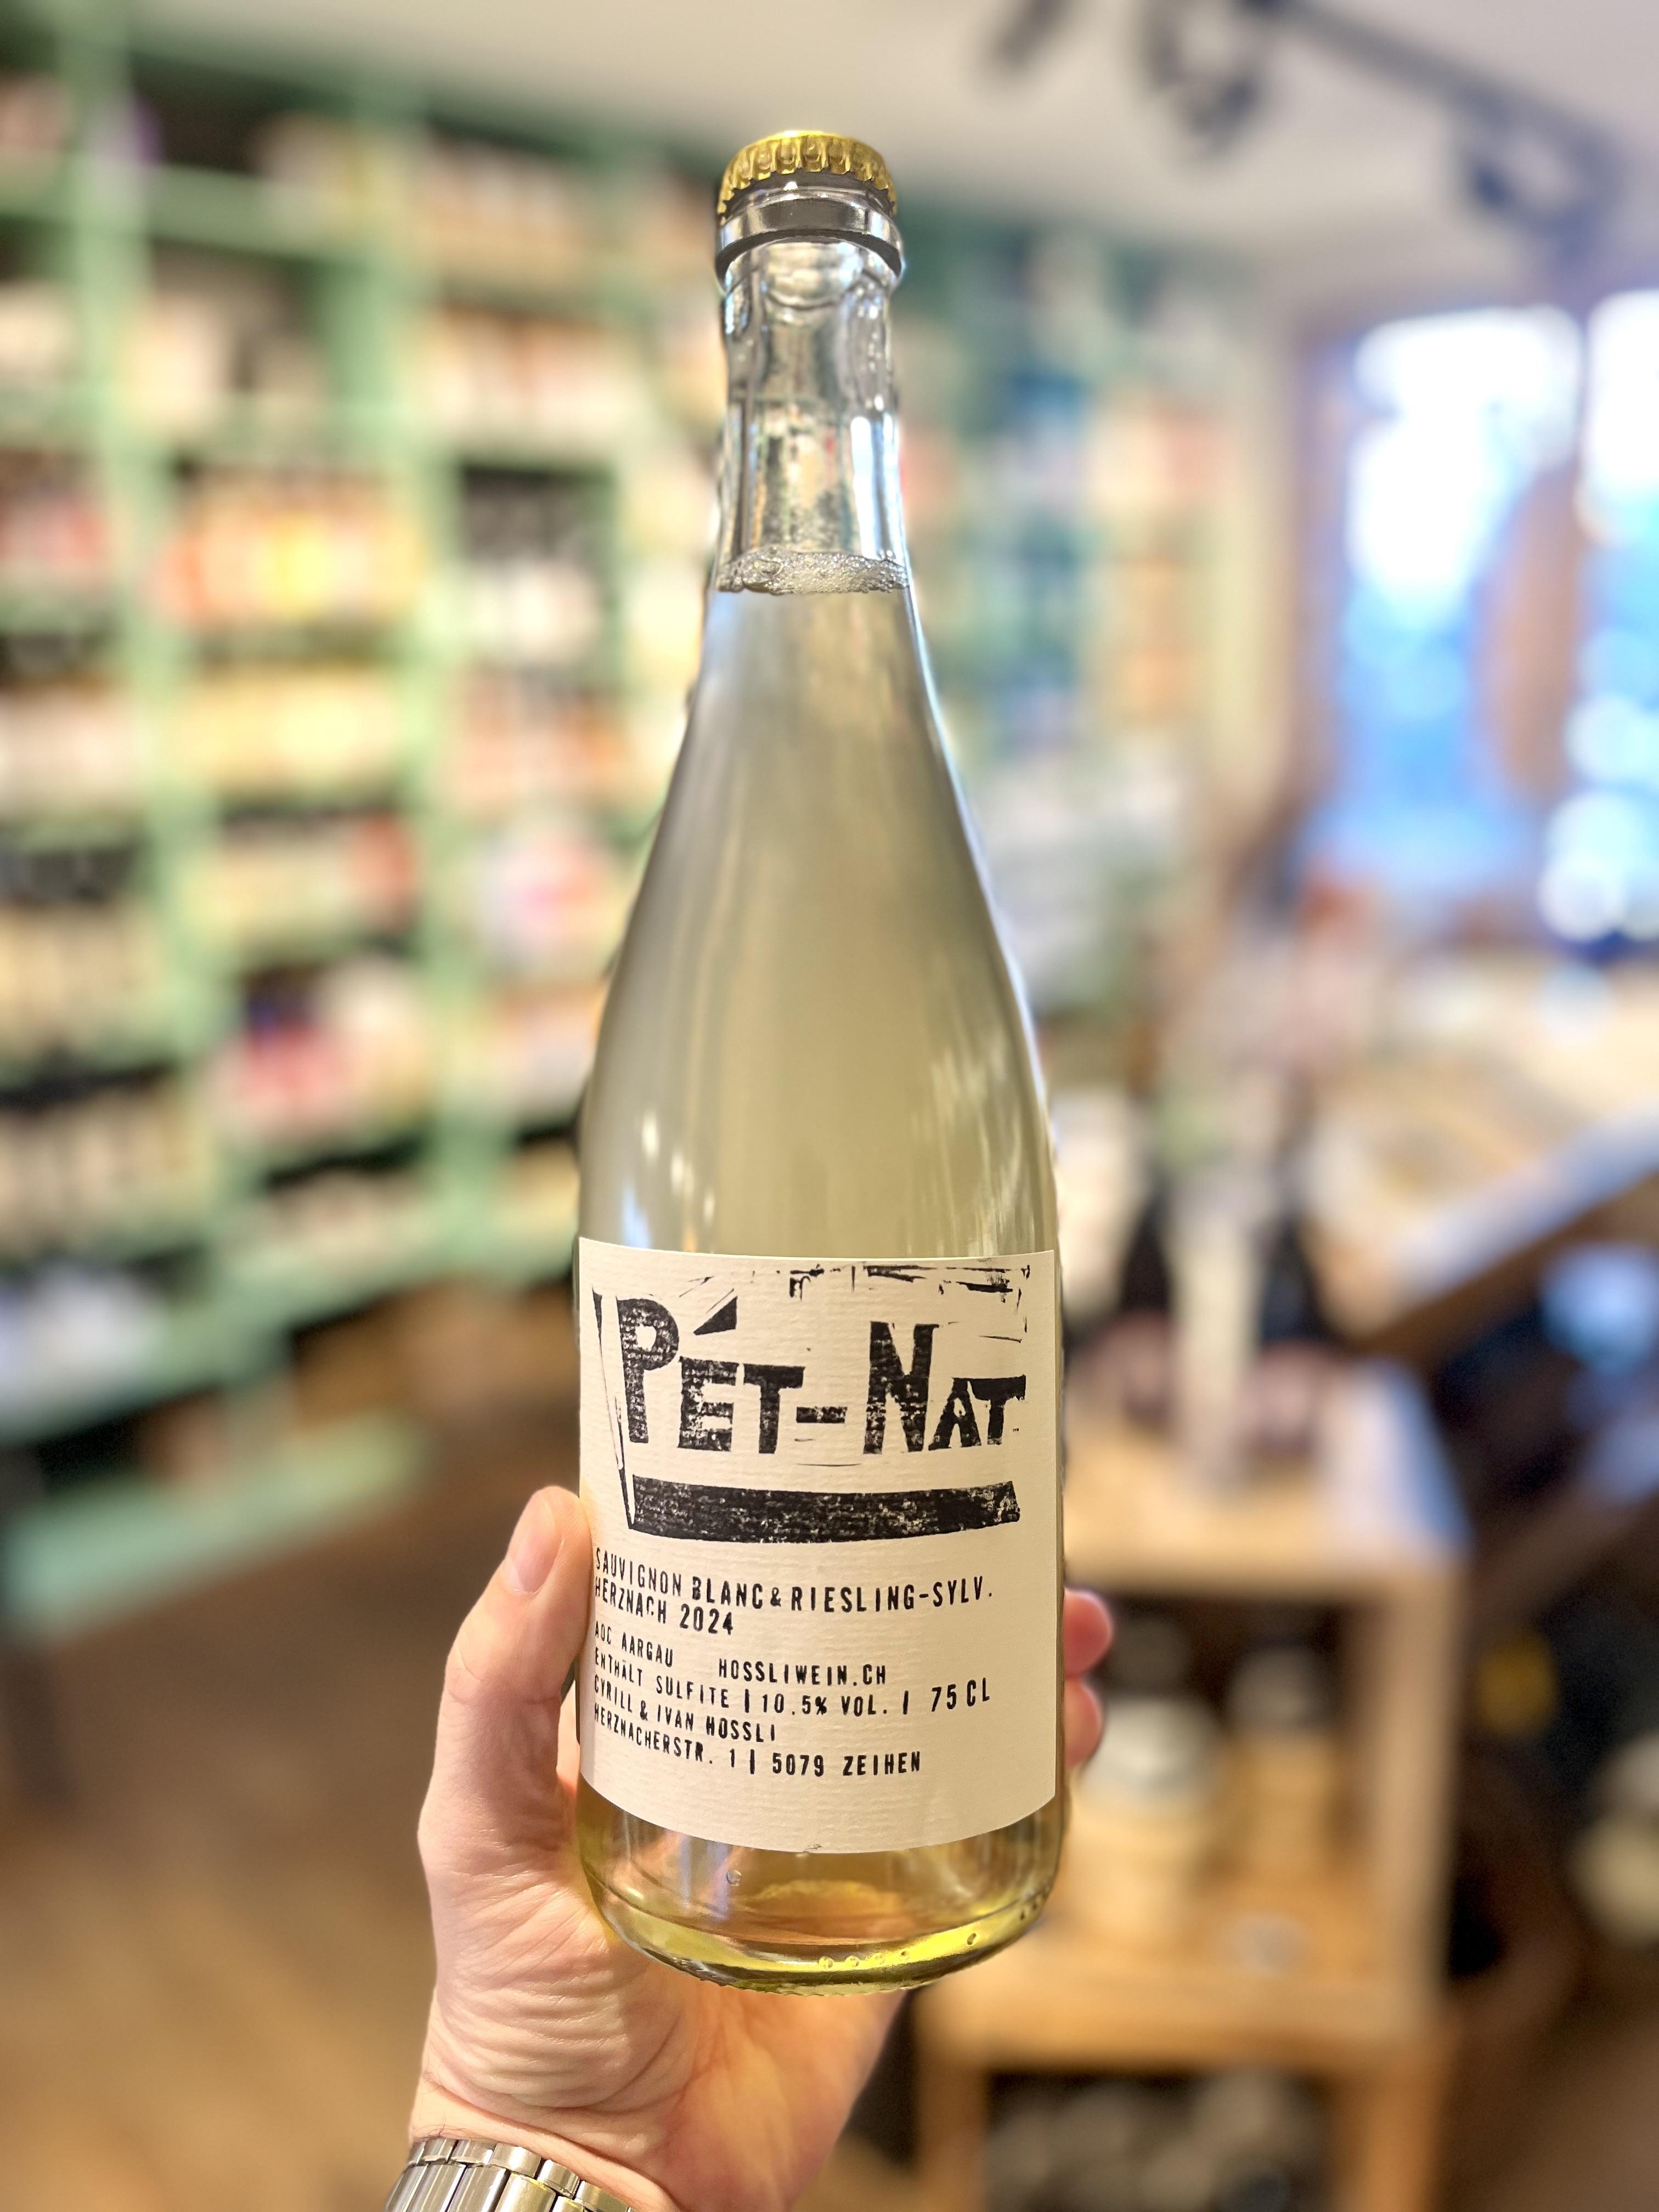 PÉT-NAT
SAUVIGNON BLANC & RIESLING-SYLV.
HERZNACH 2024
AOC AARGAU HOSSLIWEIN.CH
ENTHÄLT SULFITE | 10.5% VOL. | 75 CL
CYRILL & IVAN HOSSLI
HERZNACHERSTR. 1 | 5079 ZEIHEN